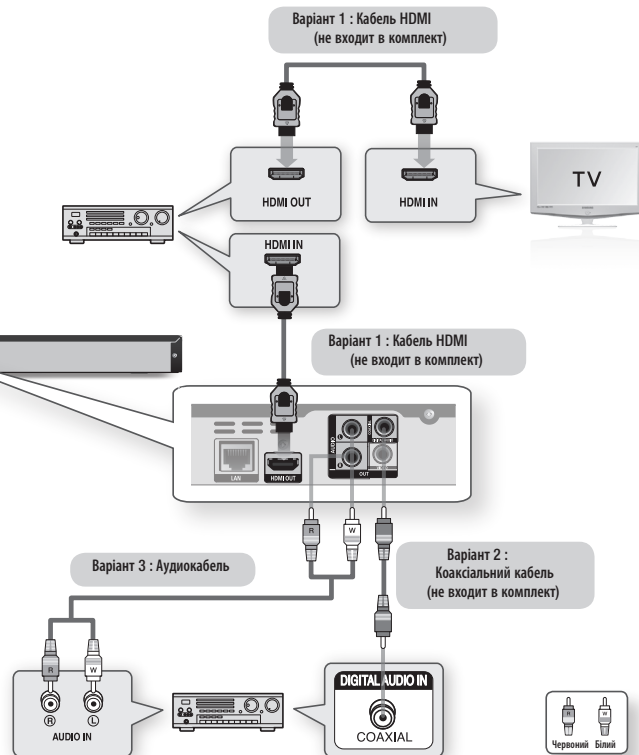 Варіант 1 : Кабель HDMI
(не входит в комплект)
HDMI OUT
HDMI IN
TV
HDMI IN
Варіант 1 : Кабель HDMI
(не входит в комплект)
AUDIO
LAN
HDMI OUT
OUT
R
W
Варіант 3 : Аудиокабель
Варіант 2 :
Коаксіальний кабель
(не входит в комплект)
R
W
R
L
AUDIO IN
DIGITAL AUDIO IN
COAXIAL
R
W
Червоний Білий